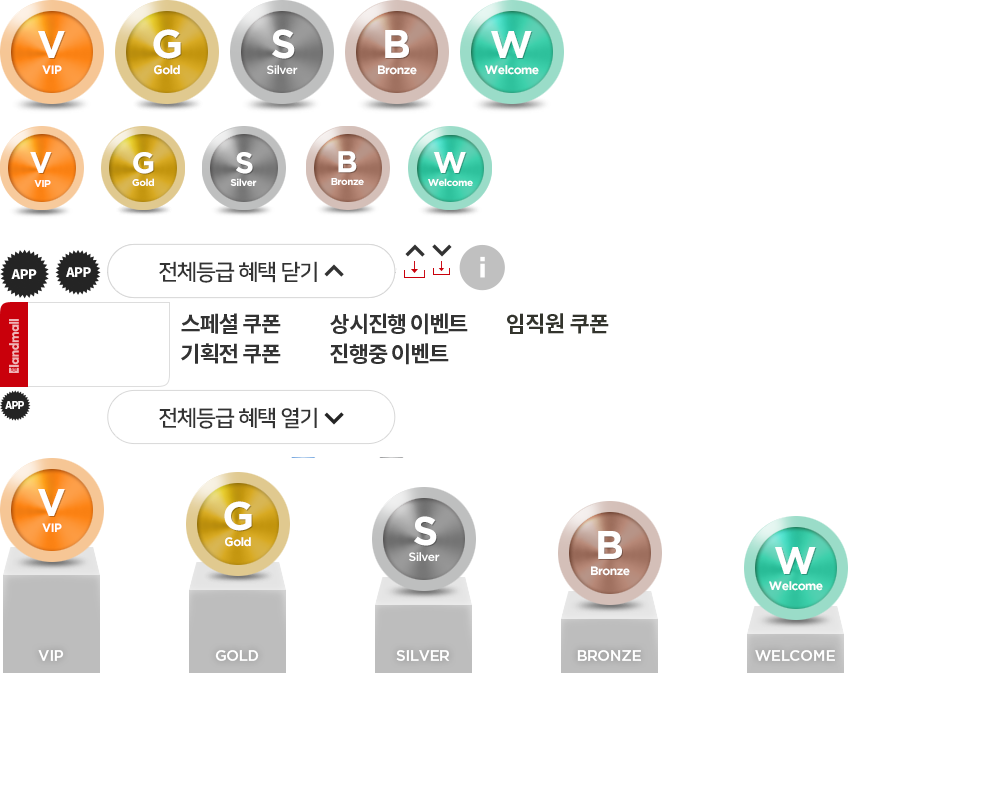 V G S B W
VIP Gold Silver Bronze Welcome
V G S B W
VIP Gold Silver Bronze Welcome
APP APP 전체등급 혜택 닫기 i
Elandmall
스페셜 쿠폰 상시진행 이벤트 임직원 쿠폰
기획전 쿠폰 진행중 이벤트
APP 전체등급 혜택 열기
V G S B W
VIP Gold Silver Bronze Welcome
VIP GOLD SILVER BRONZE WELCOME